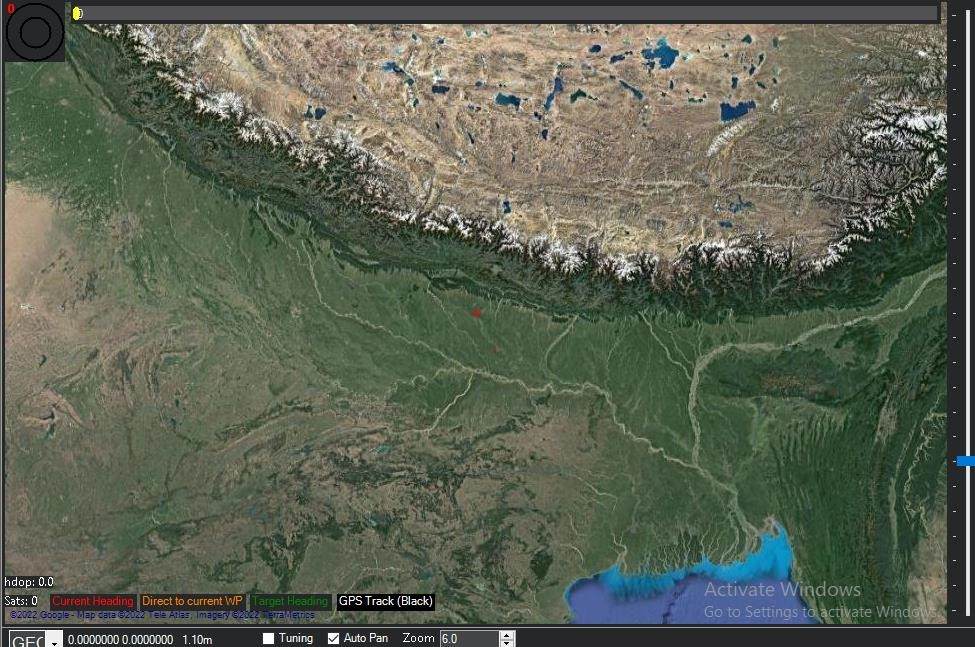 0
hdop: 0.0
Sats: 0 Current Heading Direct to current WP Target Heading GPS Track (Black)
©2022 Google - Map data ©2022 Tele Atlas, Imagery ©2022 TerraMetrics
Activate Windows
Go to Settings to activate Windows.
GEO 0.0000000 0.0000000 1.10m Tuning Auto Pan Zoom 6.0